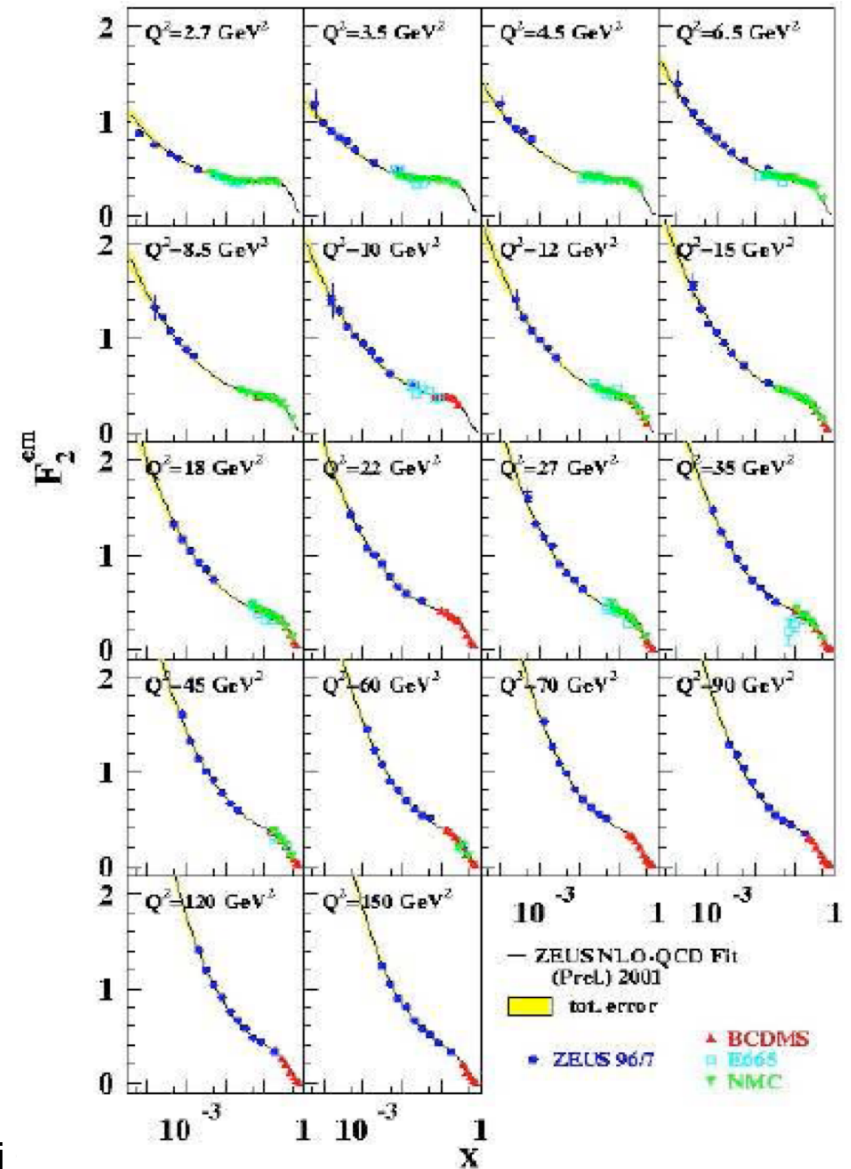 2
Q²=2.7 GeV²
Q²=3.5 GeV²
Q²=4.5 GeV²
Q²=6.5 GeV²
1
0
2
Q²=8.5 GeV²
Q²=10 GeV²
Q²=12 GeV²
Q²=15 GeV²
1
0
F₂ᵉᵐ
2
Q²=18 GeV²
Q²=22 GeV²
Q²=27 GeV²
Q²=35 GeV²
1
0
2
Q²=45 GeV²
Q²=60 GeV²
Q²=70 GeV²
Q²=90 GeV²
1
0
2
Q²=120 GeV²
Q²=150 GeV²
1
0
10⁻³ 1 10⁻³ 1
ZEUS NLO-QCD Fit
(Prel.) 2001
tot. error
ZEUS 96/7
BCDMS
E665
NMC
10⁻³ 1 10⁻³ 1
x
i